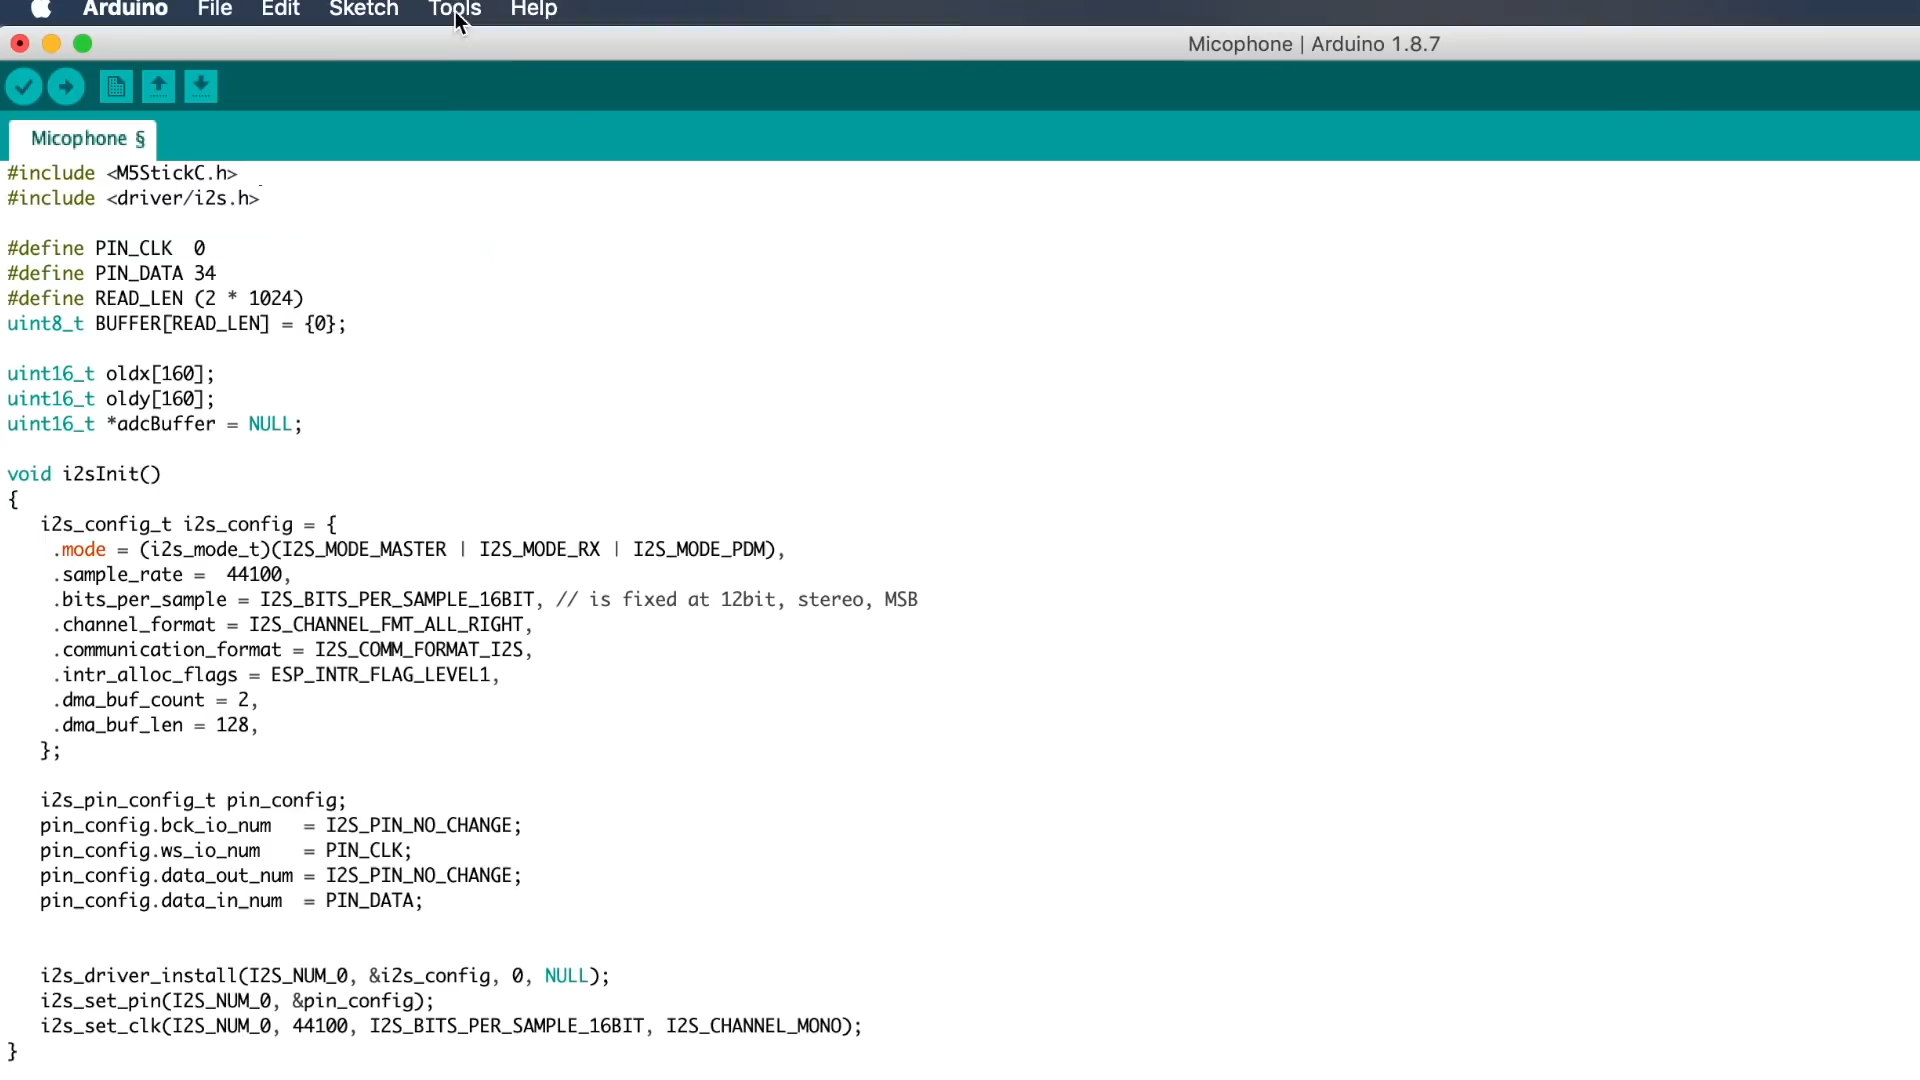 Arduino File Edit Sketch Tools Help
Micophone | Arduino 1.8.7
Micophone §
#include <M5StickC.h>
#include <driver/i2s.h>
#define PIN_CLK  0
#define PIN_DATA 34
#define READ_LEN (2 * 1024)
uint8_t BUFFER[READ_LEN] = {0};
uint16_t oldx[160];
uint16_t oldy[160];
uint16_t *adcBuffer = NULL;
void i2sInit()
{
   i2s_config_t i2s_config = {
    .mode = (i2s_mode_t)(I2S_MODE_MASTER | I2S_MODE_RX | I2S_MODE_PDM),
    .sample_rate =  44100,
    .bits_per_sample = I2S_BITS_PER_SAMPLE_16BIT, // is fixed at 12bit, stereo, MSB
    .channel_format = I2S_CHANNEL_FMT_ALL_RIGHT,
    .communication_format = I2S_COMM_FORMAT_I2S,
    .intr_alloc_flags = ESP_INTR_FLAG_LEVEL1,
    .dma_buf_count = 2,
    .dma_buf_len = 128,
   };
   i2s_pin_config_t pin_config;
   pin_config.bck_io_num   = I2S_PIN_NO_CHANGE;
   pin_config.ws_io_num    = PIN_CLK;
   pin_config.data_out_num = I2S_PIN_NO_CHANGE;
   pin_config.data_in_num  = PIN_DATA;
   i2s_driver_install(I2S_NUM_0, &i2s_config, 0, NULL);
   i2s_set_pin(I2S_NUM_0, &pin_config);
   i2s_set_clk(I2S_NUM_0, 44100, I2S_BITS_PER_SAMPLE_16BIT, I2S_CHANNEL_MONO);
}